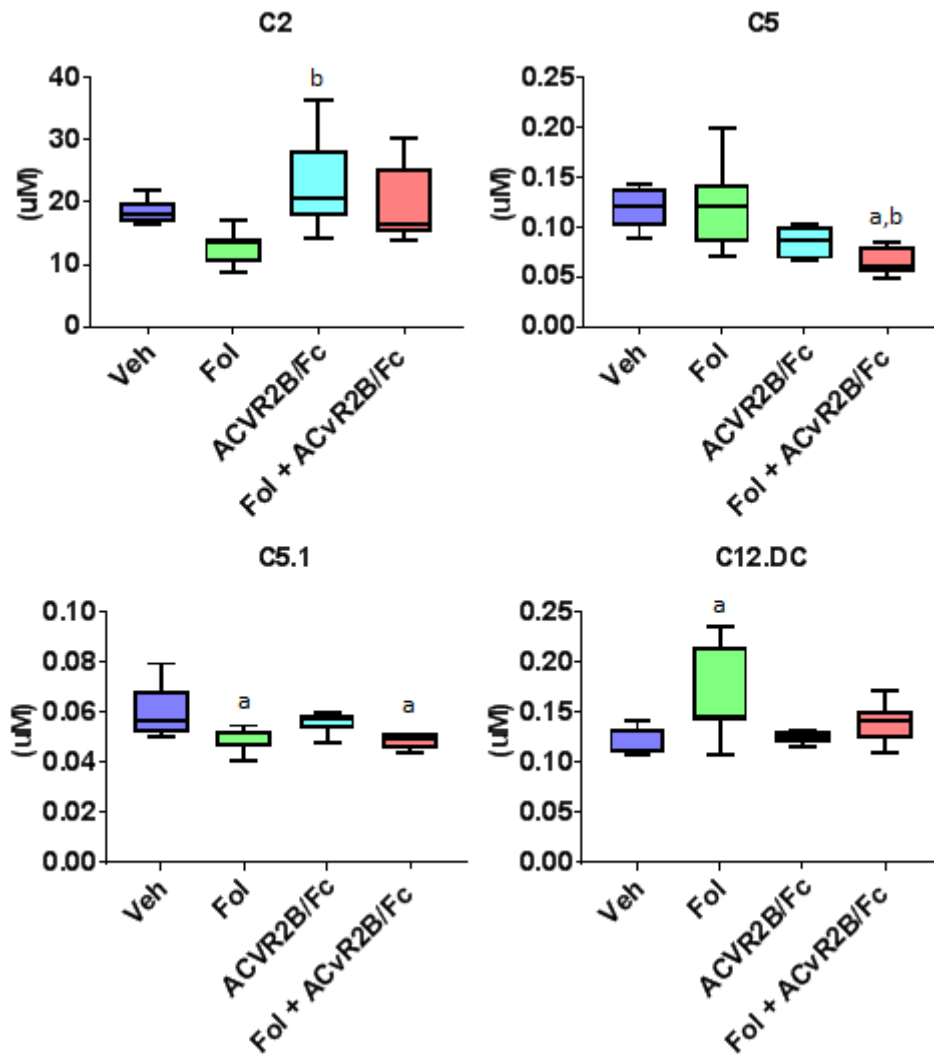 C2
40
30
20
10
0
(uM)
b
Veh
Fol
ACVR2B/Fc
Fol + ACvR2B/Fc
C5
0.25
0.20
0.15
0.10
0.05
0.00
(uM)
a,b
Veh
Fol
ACVR2B/Fc
Fol + ACvR2B/Fc
C5.1
0.10
0.08
0.06
0.04
0.02
0.00
(uM)
a
a
Veh
Fol
ACVR2B/Fc
Fol + ACvR2B/Fc
C12.DC
0.25
0.20
0.15
0.10
0.05
0.00
(uM)
a
Veh
Fol
ACVR2B/Fc
Fol + ACvR2B/Fc